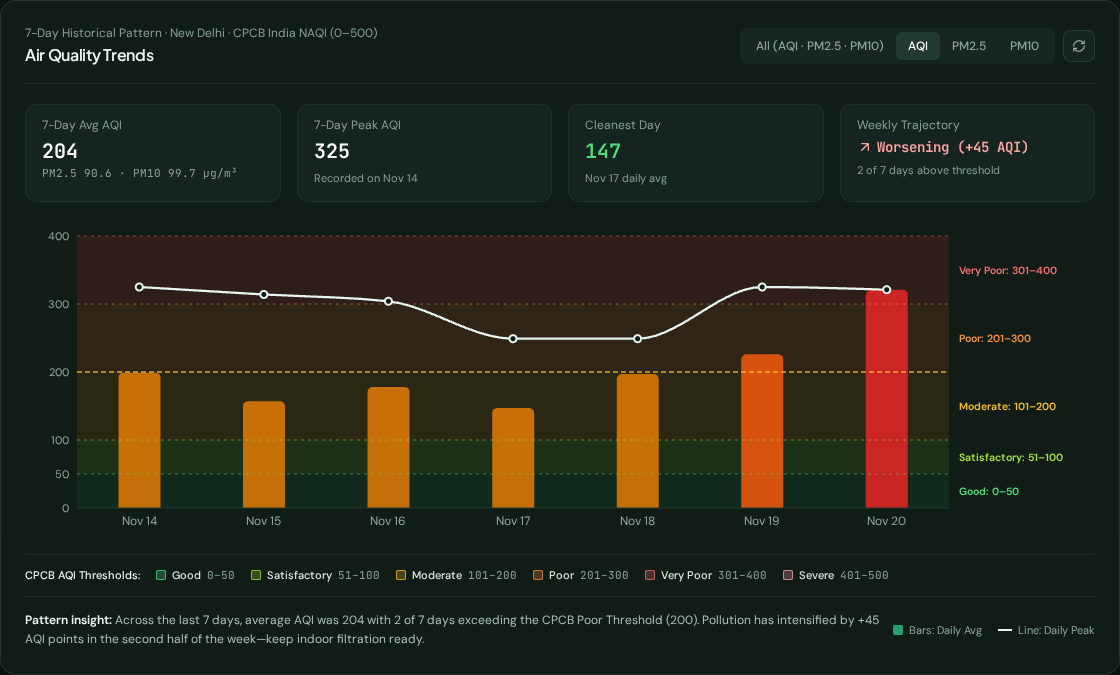 7-Day Historical Pattern · New Delhi · CPCB India NAQI (0–500)
Air Quality Trends
All (AQI · PM2.5 · PM10) AQI PM2.5 PM10
7-Day Avg AQI
204
PM2.5 90.6 · PM10 99.7 µg/m³
7-Day Peak AQI
325
Recorded on Nov 14
Cleanest Day
147
Nov 17 daily avg
Weekly Trajectory
↗ Worsening (+45 AQI)
2 of 7 days above threshold
400
300
200
100
50
0
Very Poor: 301–400
Poor: 201–300
Moderate: 101–200
Satisfactory: 51–100
Good: 0–50
Nov 14 Nov 15 Nov 16 Nov 17 Nov 18 Nov 19 Nov 20
CPCB AQI Thresholds: Good 0–50 Satisfactory 51–100 Moderate 101–200 Poor 201–300 Very Poor 301–400 Severe 401–500
Pattern insight: Across the last 7 days, average AQI was 204 with 2 of 7 days exceeding the CPCB Poor Threshold (200). Pollution has intensified by +45
AQI points in the second half of the week—keep indoor filtration ready.
Bars: Daily Avg Line: Daily Peak